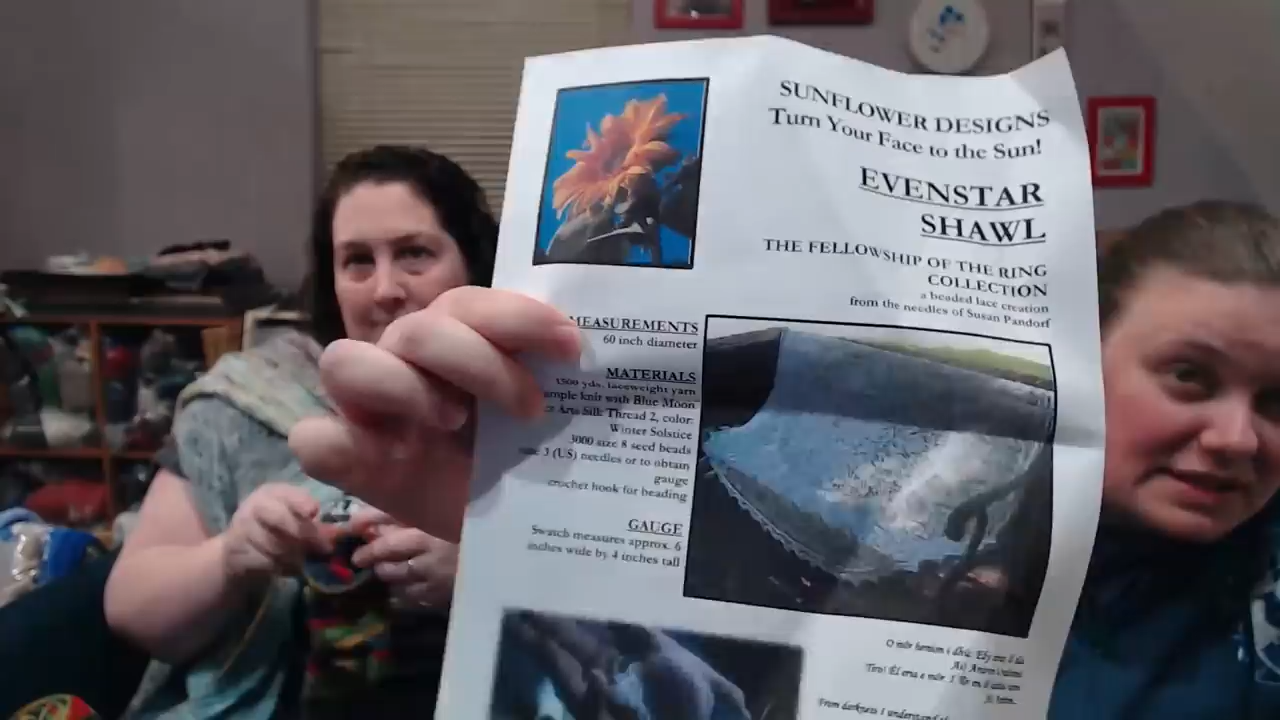 SUNFLOWER DESIGNS
Turn Your Face to the Sun!
EVENSTAR
SHAWL
THE FELLOWSHIP OF THE RING
COLLECTION
a beaded lace creation
from the needles of Susan Pandorf
MEASUREMENTS
60 inch diameter
MATERIALS
1500 yds. laceweight yarn
ample knit with Blue Moon
Arts Silk Thread 2, color:
Winter Solstice
3000 size 8 seed beads
3 (US) needles or to obtain
gauge
crochet hook for beading
GAUGE
Swatch measures approx. 6
inches wide by 4 inches tall
From darkness I understand